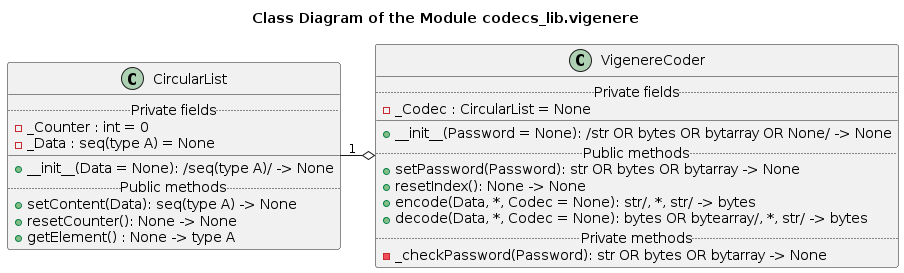 Class Diagram of the Module codecs_lib.vigenere
C CircularList
Private fields
_Counter : int = 0
_Data : seq(type A) = None
__init__(Data = None): /seq(type A)/ -> None
Public methods
setContent(Data): seq(type A) -> None
resetCounter(): None -> None
getElement() : None -> type A
1
C VigenereCoder
Private fields
_Codec : CircularList = None
__init__(Password = None): /str OR bytes OR bytarray OR None/ -> None
Public methods
setPassword(Password): str OR bytes OR bytarray -> None
resetIndex(): None -> None
encode(Data, *, Codec = None): str/, *, str/ -> bytes
decode(Data, *, Codec = None): bytes OR bytearray/, *, str/ -> bytes
Private methods
_checkPassword(Password): str OR bytes OR bytarray -> None